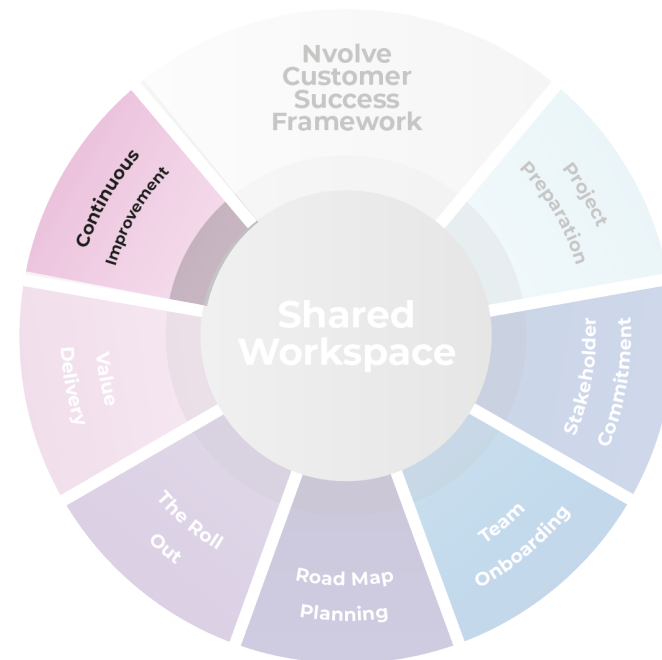 Nvolve
Customer
Success
Framework
Project
Preparation
Stakeholder
Commitment
Team
Onboarding
Road Map
Planning
The Roll
Out
Value
Delivery
Continuous
Improvement
Shared
Workspace